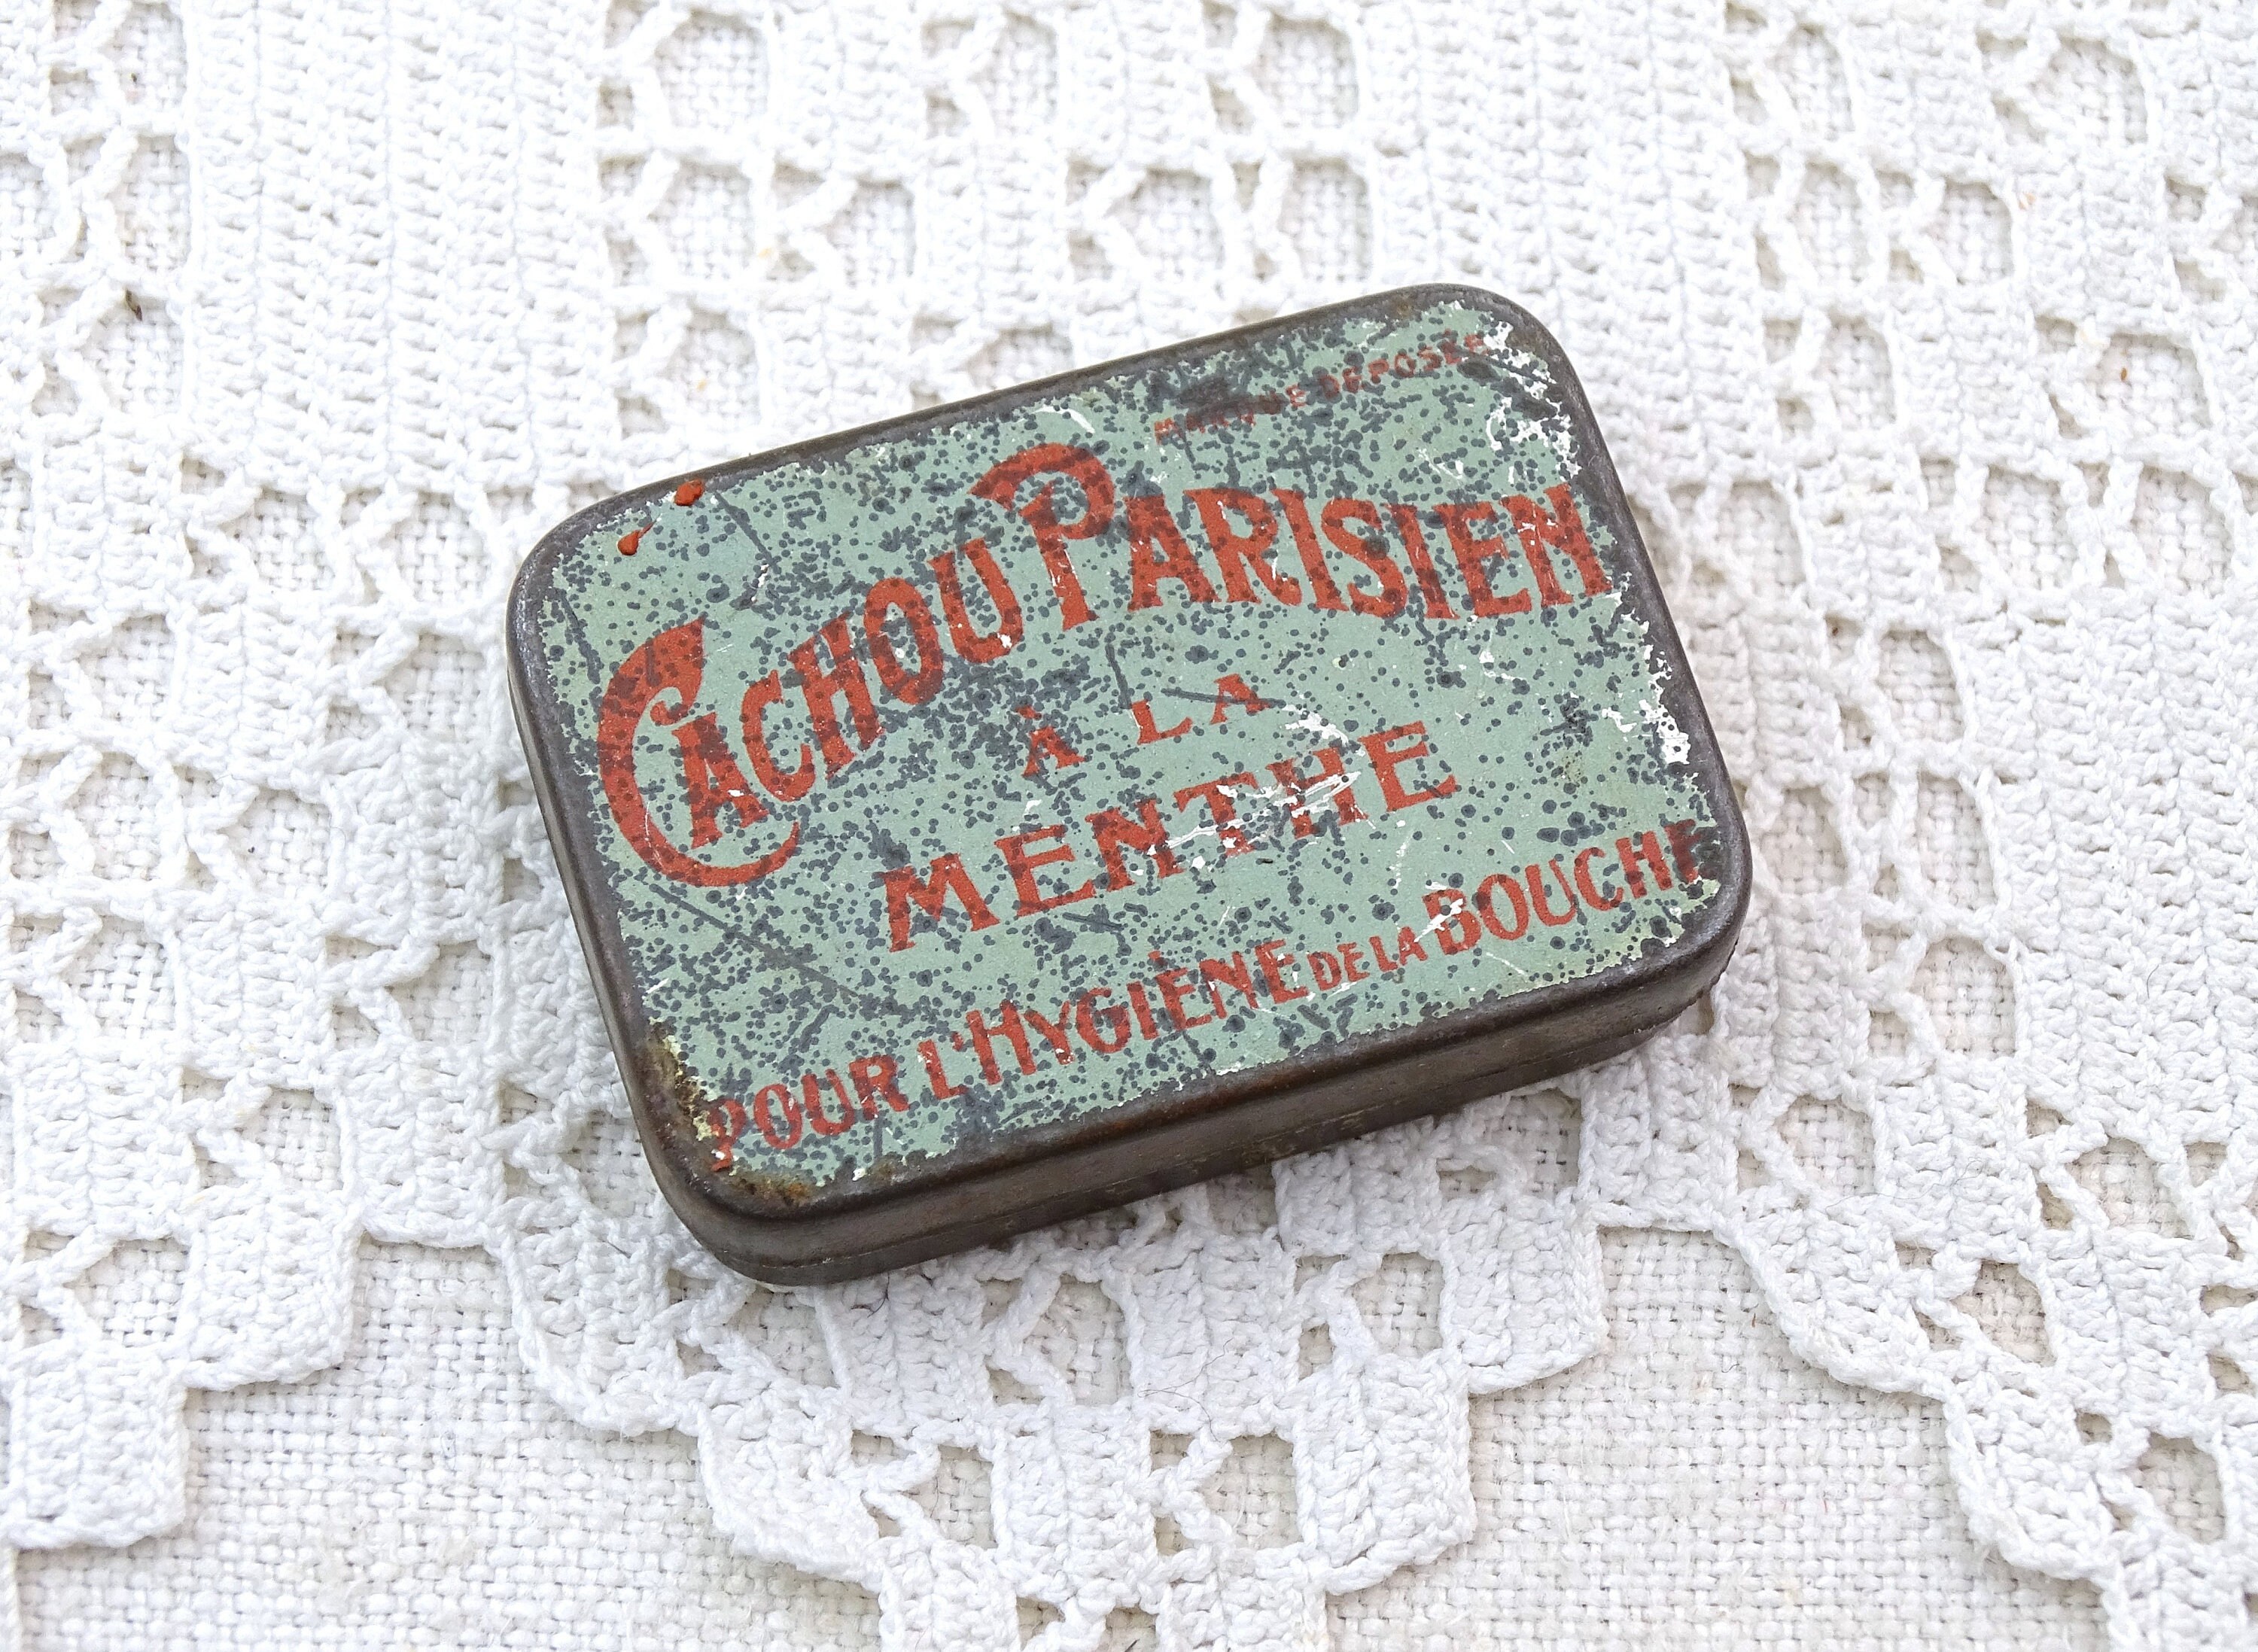 MARQUE DÉPOSÉE
CACHOU PARISIEN
À LA
MENTHE
POUR L'HYGIÈNE DE LA BOUCHE